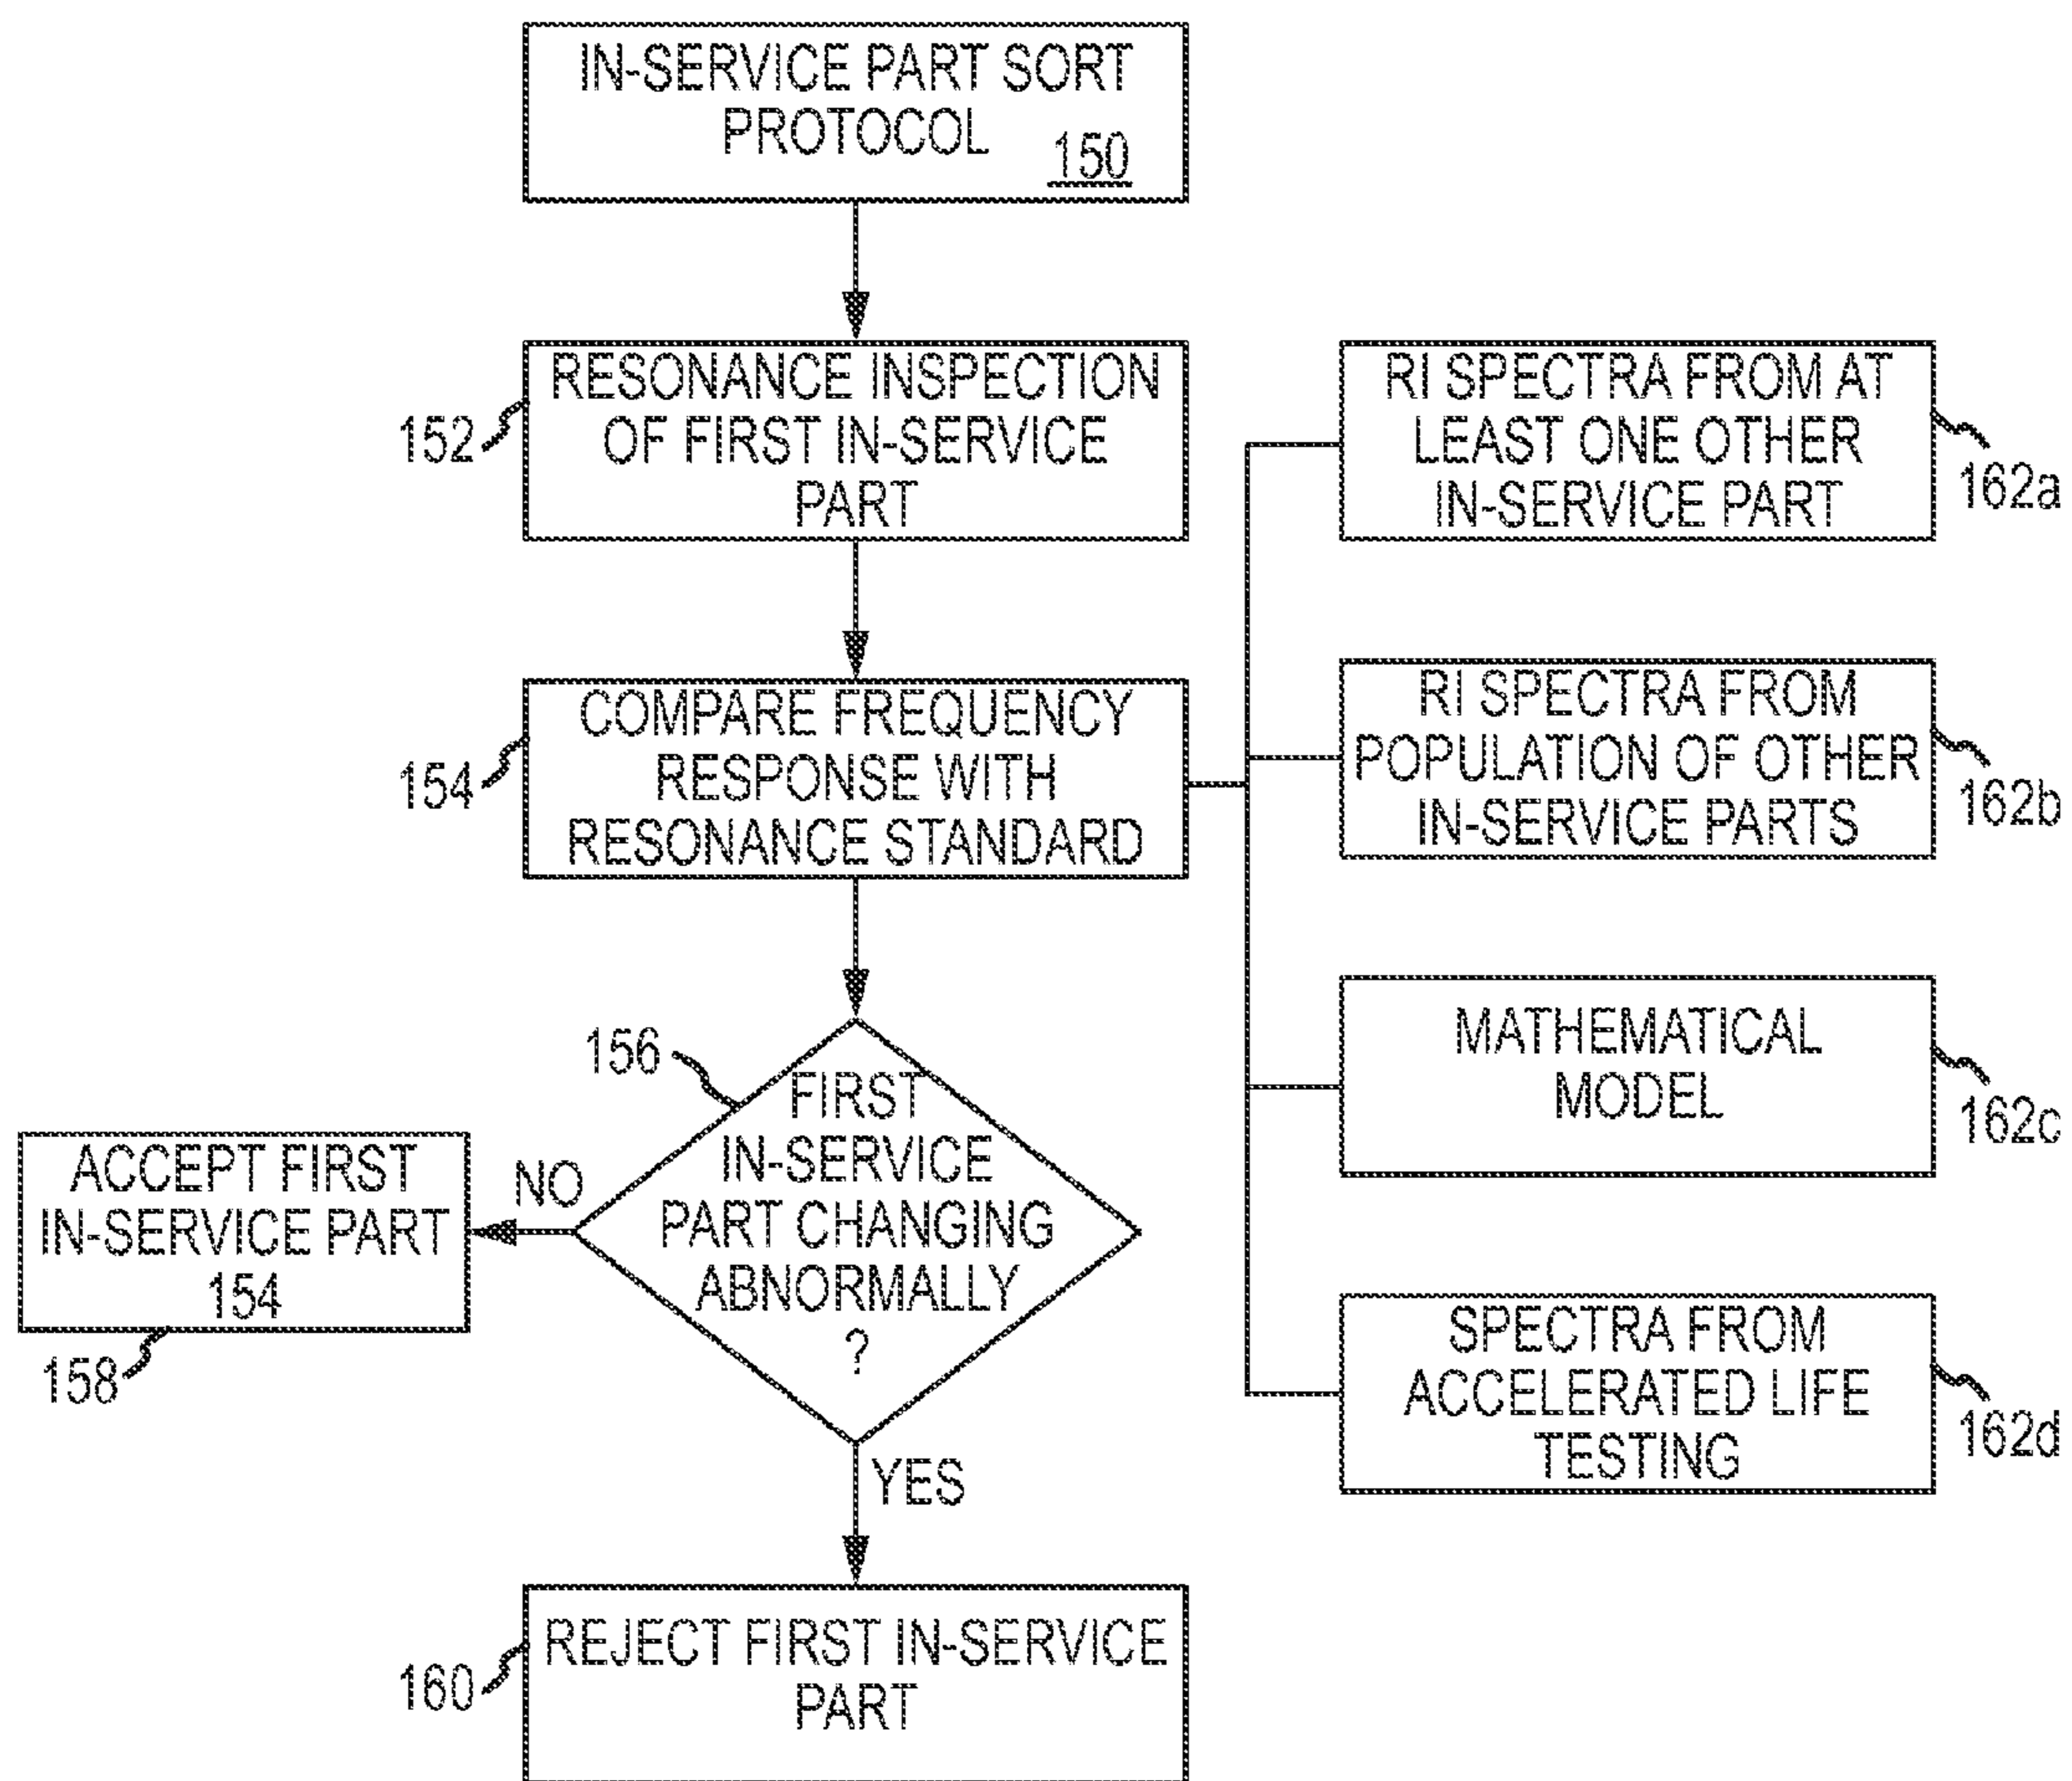 IN-SERVICE PART SORT
PROTOCOL
150
RESONANCE INSPECTION
OF FIRST IN-SERVICE
PART
152
COMPARE FREQUENCY
RESPONSE WITH
RESONANCE STANDARD
154
RI SPECTRA FROM AT
LEAST ONE OTHER
IN-SERVICE PART
162a
RI SPECTRA FROM
POPULATION OF OTHER
IN-SERVICE PARTS
162b
MATHEMATICAL
MODEL
162c
SPECTRA FROM
ACCELERATED LIFE
TESTING
162d
156
FIRST
IN-SERVICE
PART CHANGING
ABNORMALLY
?
NO
ACCEPT FIRST
IN-SERVICE PART
154
158
YES
REJECT FIRST IN-SERVICE
PART
160